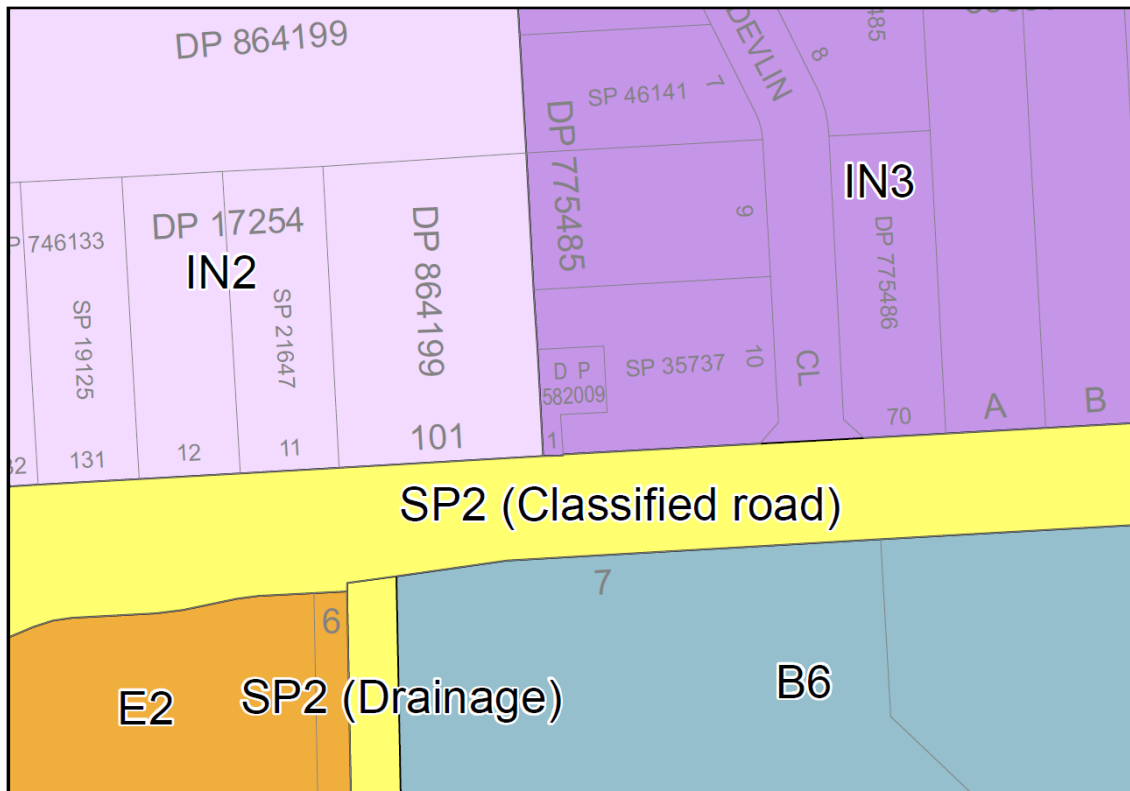 DP 864199
DEVLIN
8
485
SP 46141
7
DP 775485
IN3
9
DP 775486
DP 17254
746133
IN2
SP 19125
SP 21647
DP 864199
D P
582009
SP 35737
10
CL
70
A
B
1
101
11
12
131
SP2 (Classified road)
7
6
E2
SP2 (Drainage)
B6